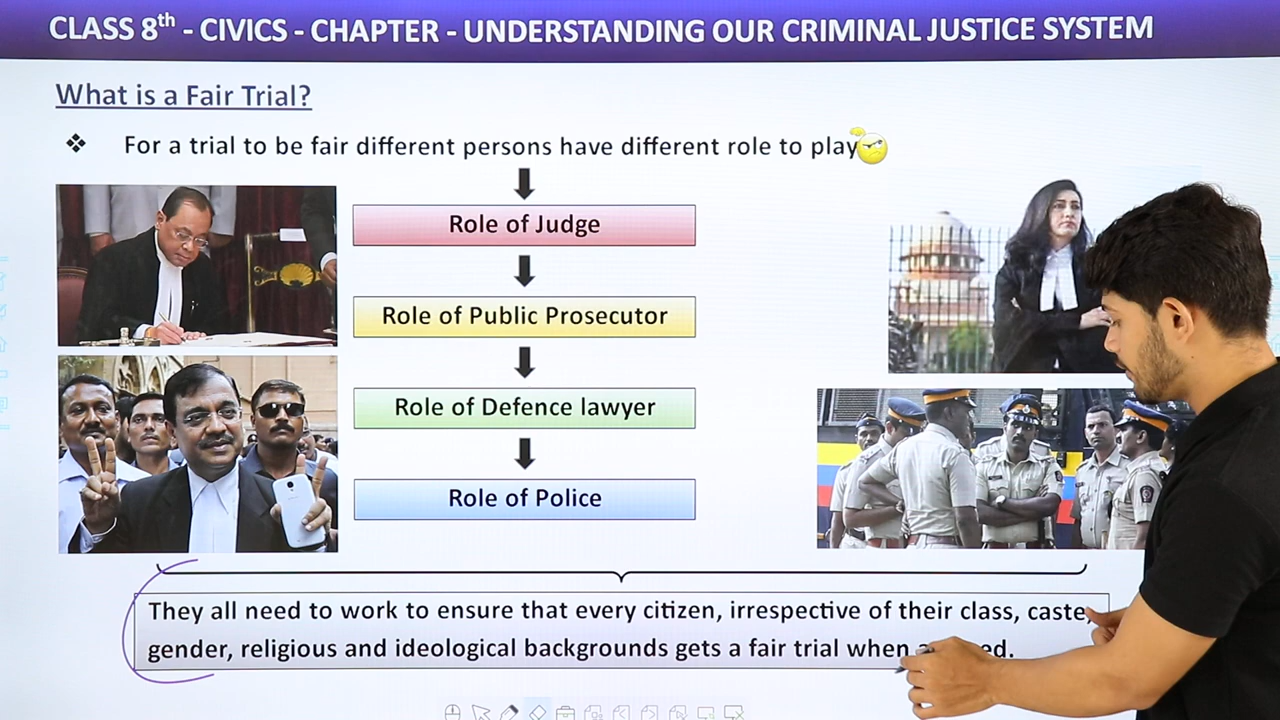 CLASS 8th - CIVICS - CHAPTER - UNDERSTANDING OUR CRIMINAL JUSTICE SYSTEM
What is a Fair Trial?
❖ For a trial to be fair different persons have different role to play
Role of Judge
Role of Public Prosecutor
Role of Defence lawyer
Role of Police
They all need to work to ensure that every citizen, irrespective of their class, caste,
gender, religious and ideological backgrounds gets a fair trial when